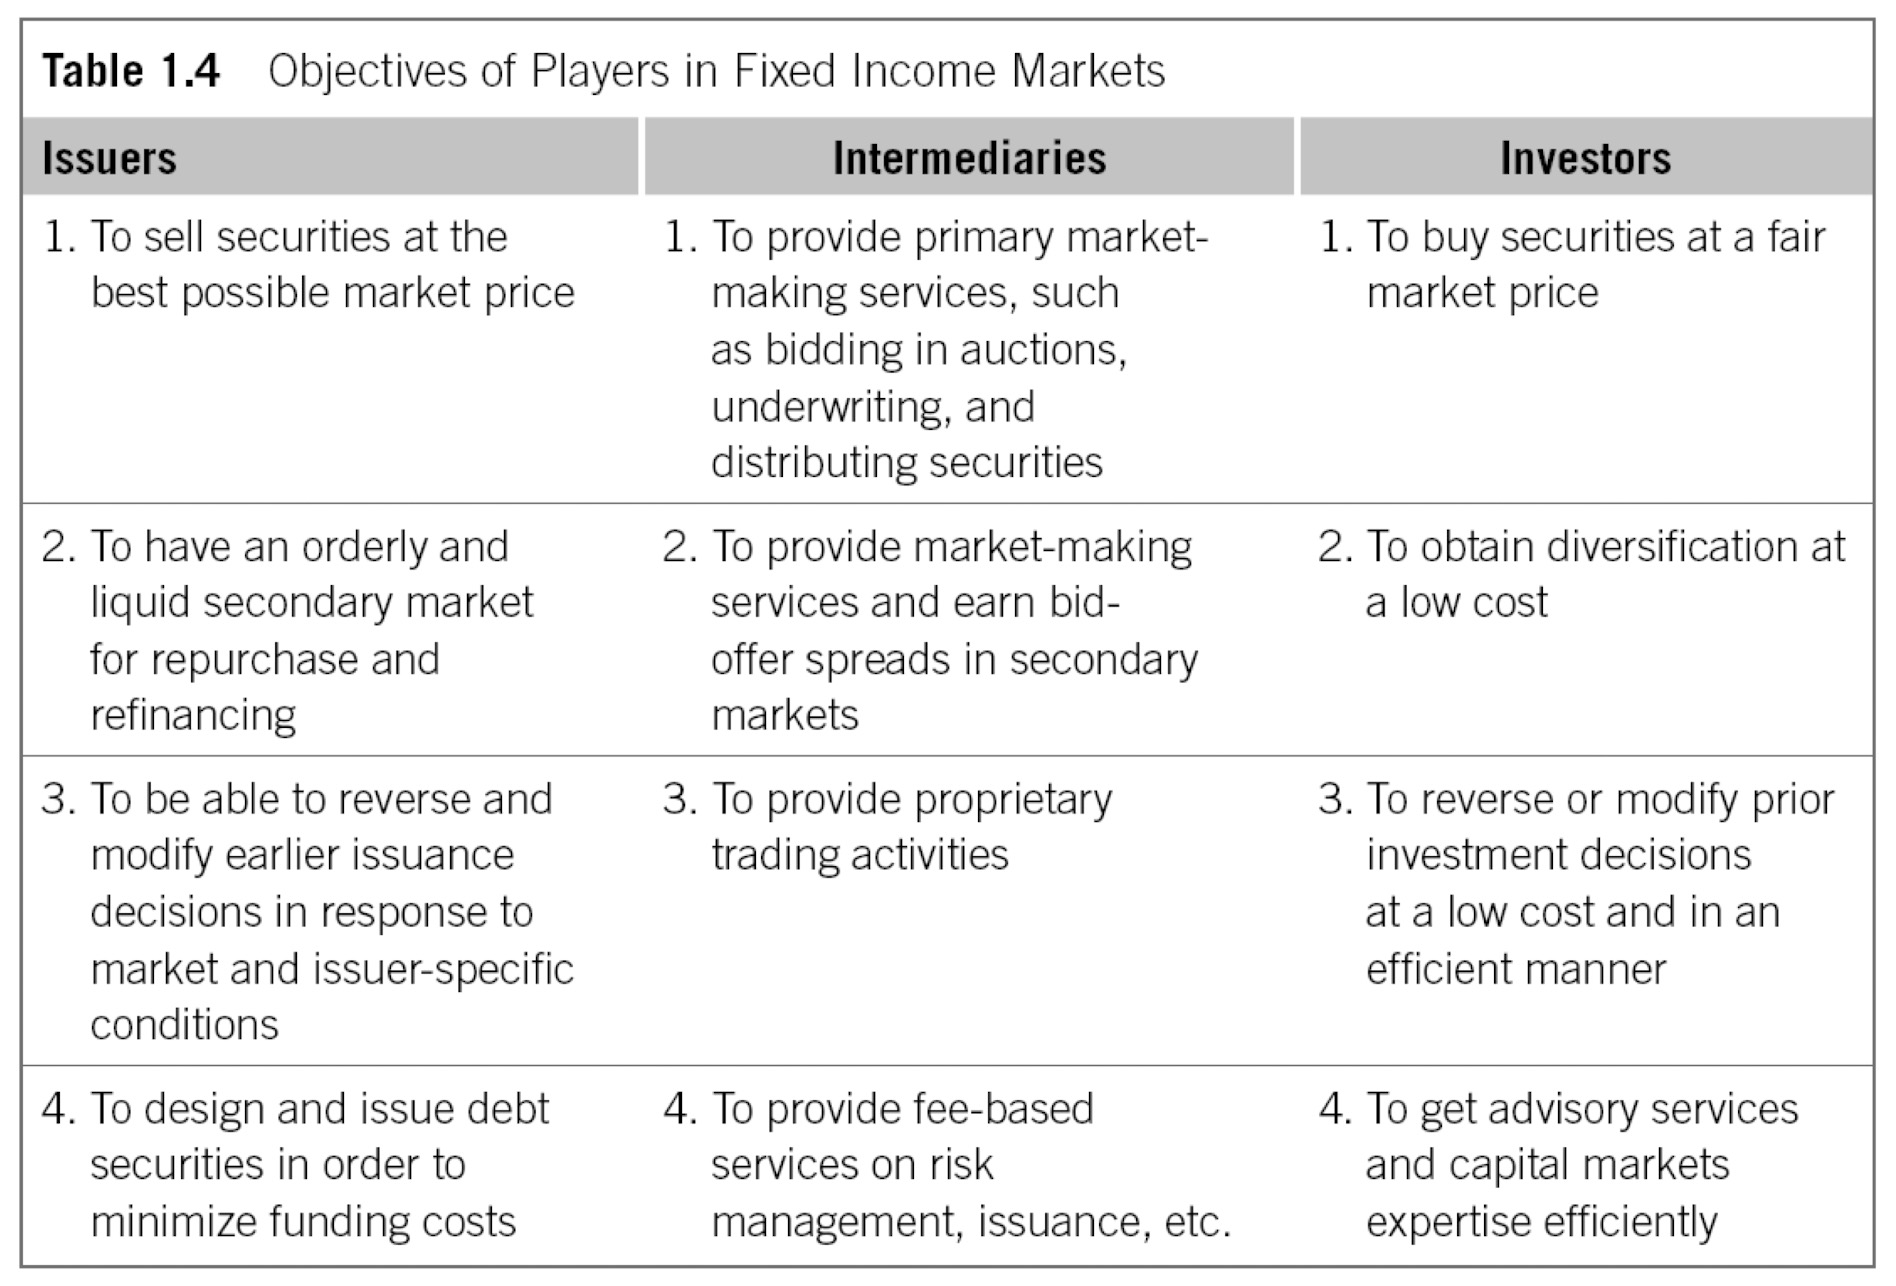 Table 1.4 Objectives of Players in Fixed Income Markets
Issuers
Intermediaries
Investors
1. To sell securities at the
best possible market price
1. To provide primary market-
making services, such
as bidding in auctions,
underwriting, and
distributing securities
1. To buy securities at a fair
market price
2. To have an orderly and
liquid secondary market
for repurchase and
refinancing
2. To provide market-making
services and earn bid-
offer spreads in secondary
markets
2. To obtain diversification at
a low cost
3. To be able to reverse and
modify earlier issuance
decisions in response to
market and issuer-specific
conditions
3. To provide proprietary
trading activities
3. To reverse or modify prior
investment decisions
at a low cost and in an
efficient manner
4. To design and issue debt
securities in order to
minimize funding costs
4. To provide fee-based
services on risk
management, issuance, etc.
4. To get advisory services
and capital markets
expertise efficiently